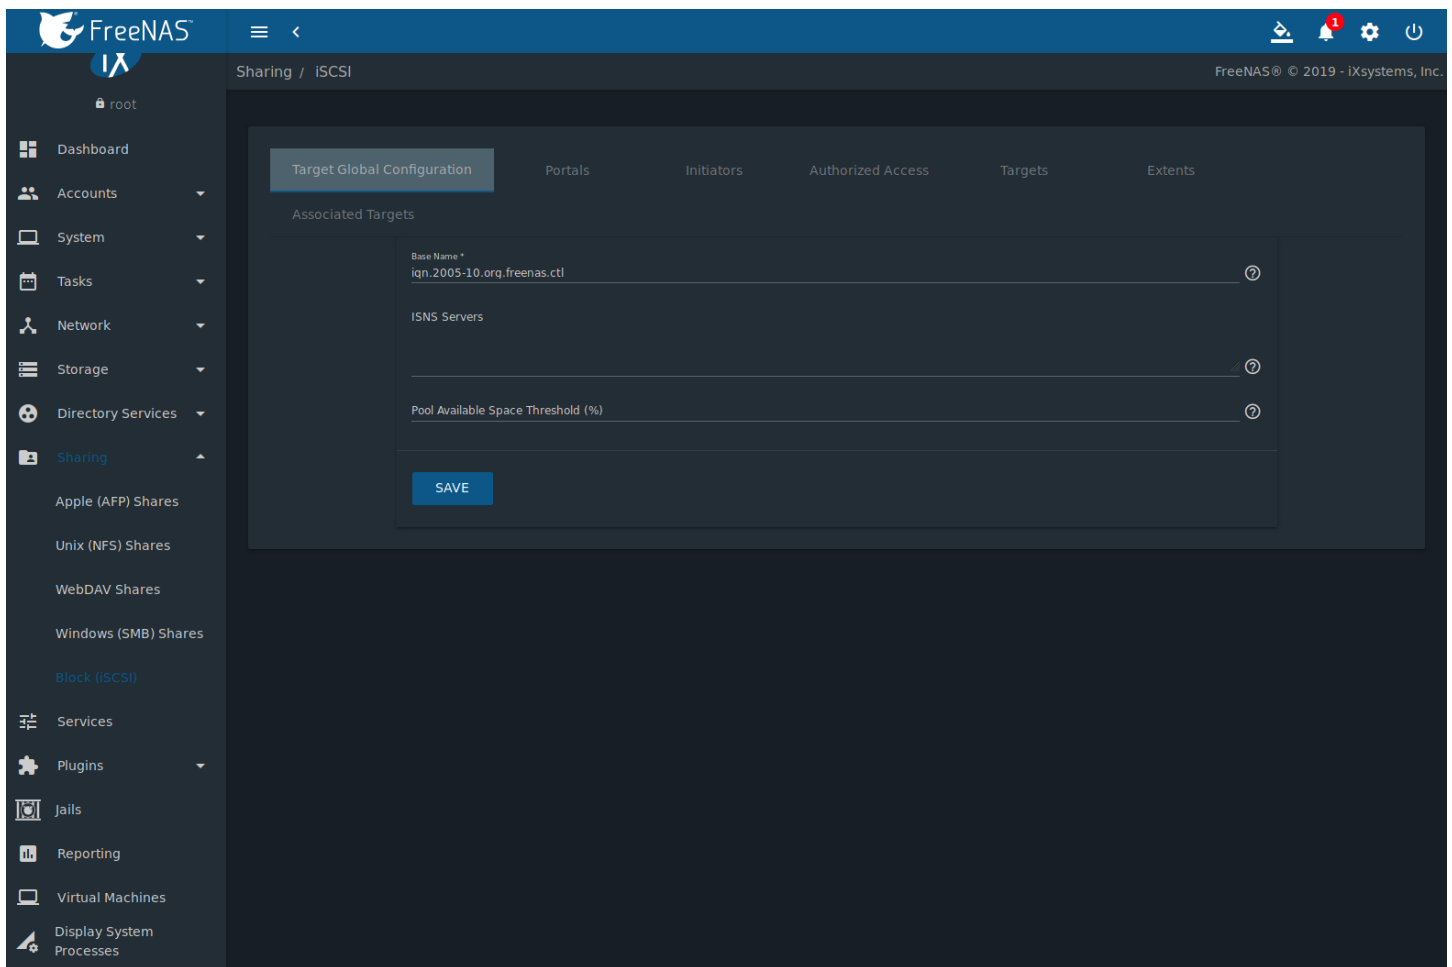 FreeNAS™
1
root
Dashboard
Accounts
System
Tasks
Network
Storage
Directory Services
Sharing
Apple (AFP) Shares
Unix (NFS) Shares
WebDAV Shares
Windows (SMB) Shares
Block (iSCSI)
Services
Plugins
Jails
Reporting
Virtual Machines
Display System
Processes
Sharing / iSCSI
FreeNAS® © 2019 - iXsystems, Inc.
Target Global Configuration
Portals
Initiators
Authorized Access
Targets
Extents
Associated Targets
Base Name *
iqn.2005-10.org.freenas.ctl
ISNS Servers
Pool Available Space Threshold (%)
SAVE